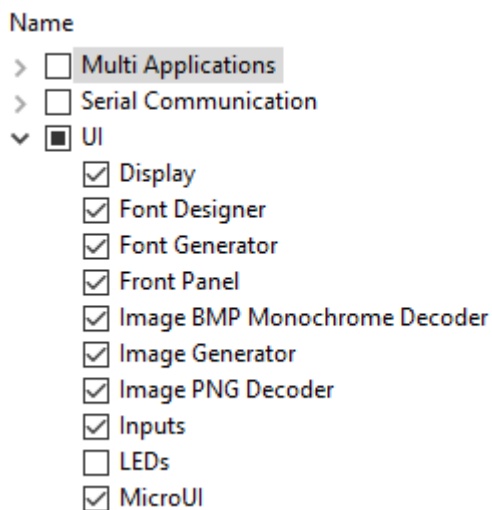 Name
Multi Applications
Serial Communication
UI
Display
Font Designer
Font Generator
Front Panel
Image BMP Monochrome Decoder
Image Generator
Image PNG Decoder
Inputs
LEDs
MicroUI